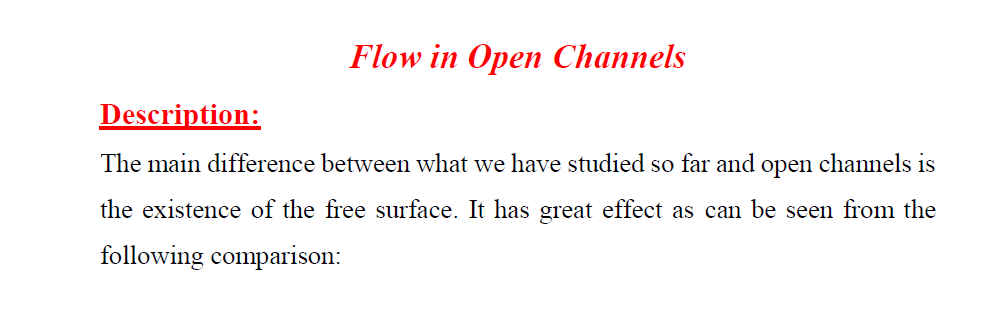 Flow in Open Channels
Description:
The main difference between what we have studied so far and open channels is
the existence of the free surface. It has great effect as can be seen from the
following comparison: